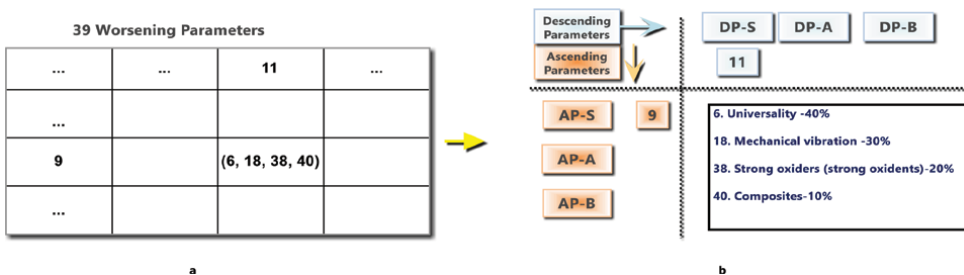 39 Worsening Parameters
... ... 11 ...
...
9 (6, 18, 38, 40)
...
a
Descending
Parameters
Ascending
Parameters
DP-S DP-A DP-B
11
AP-S 9
AP-A
AP-B
6. Universality -40%
18. Mechanical vibration -30%
38. Strong oxiders (strong oxidents)-20%
40. Composites-10%
b